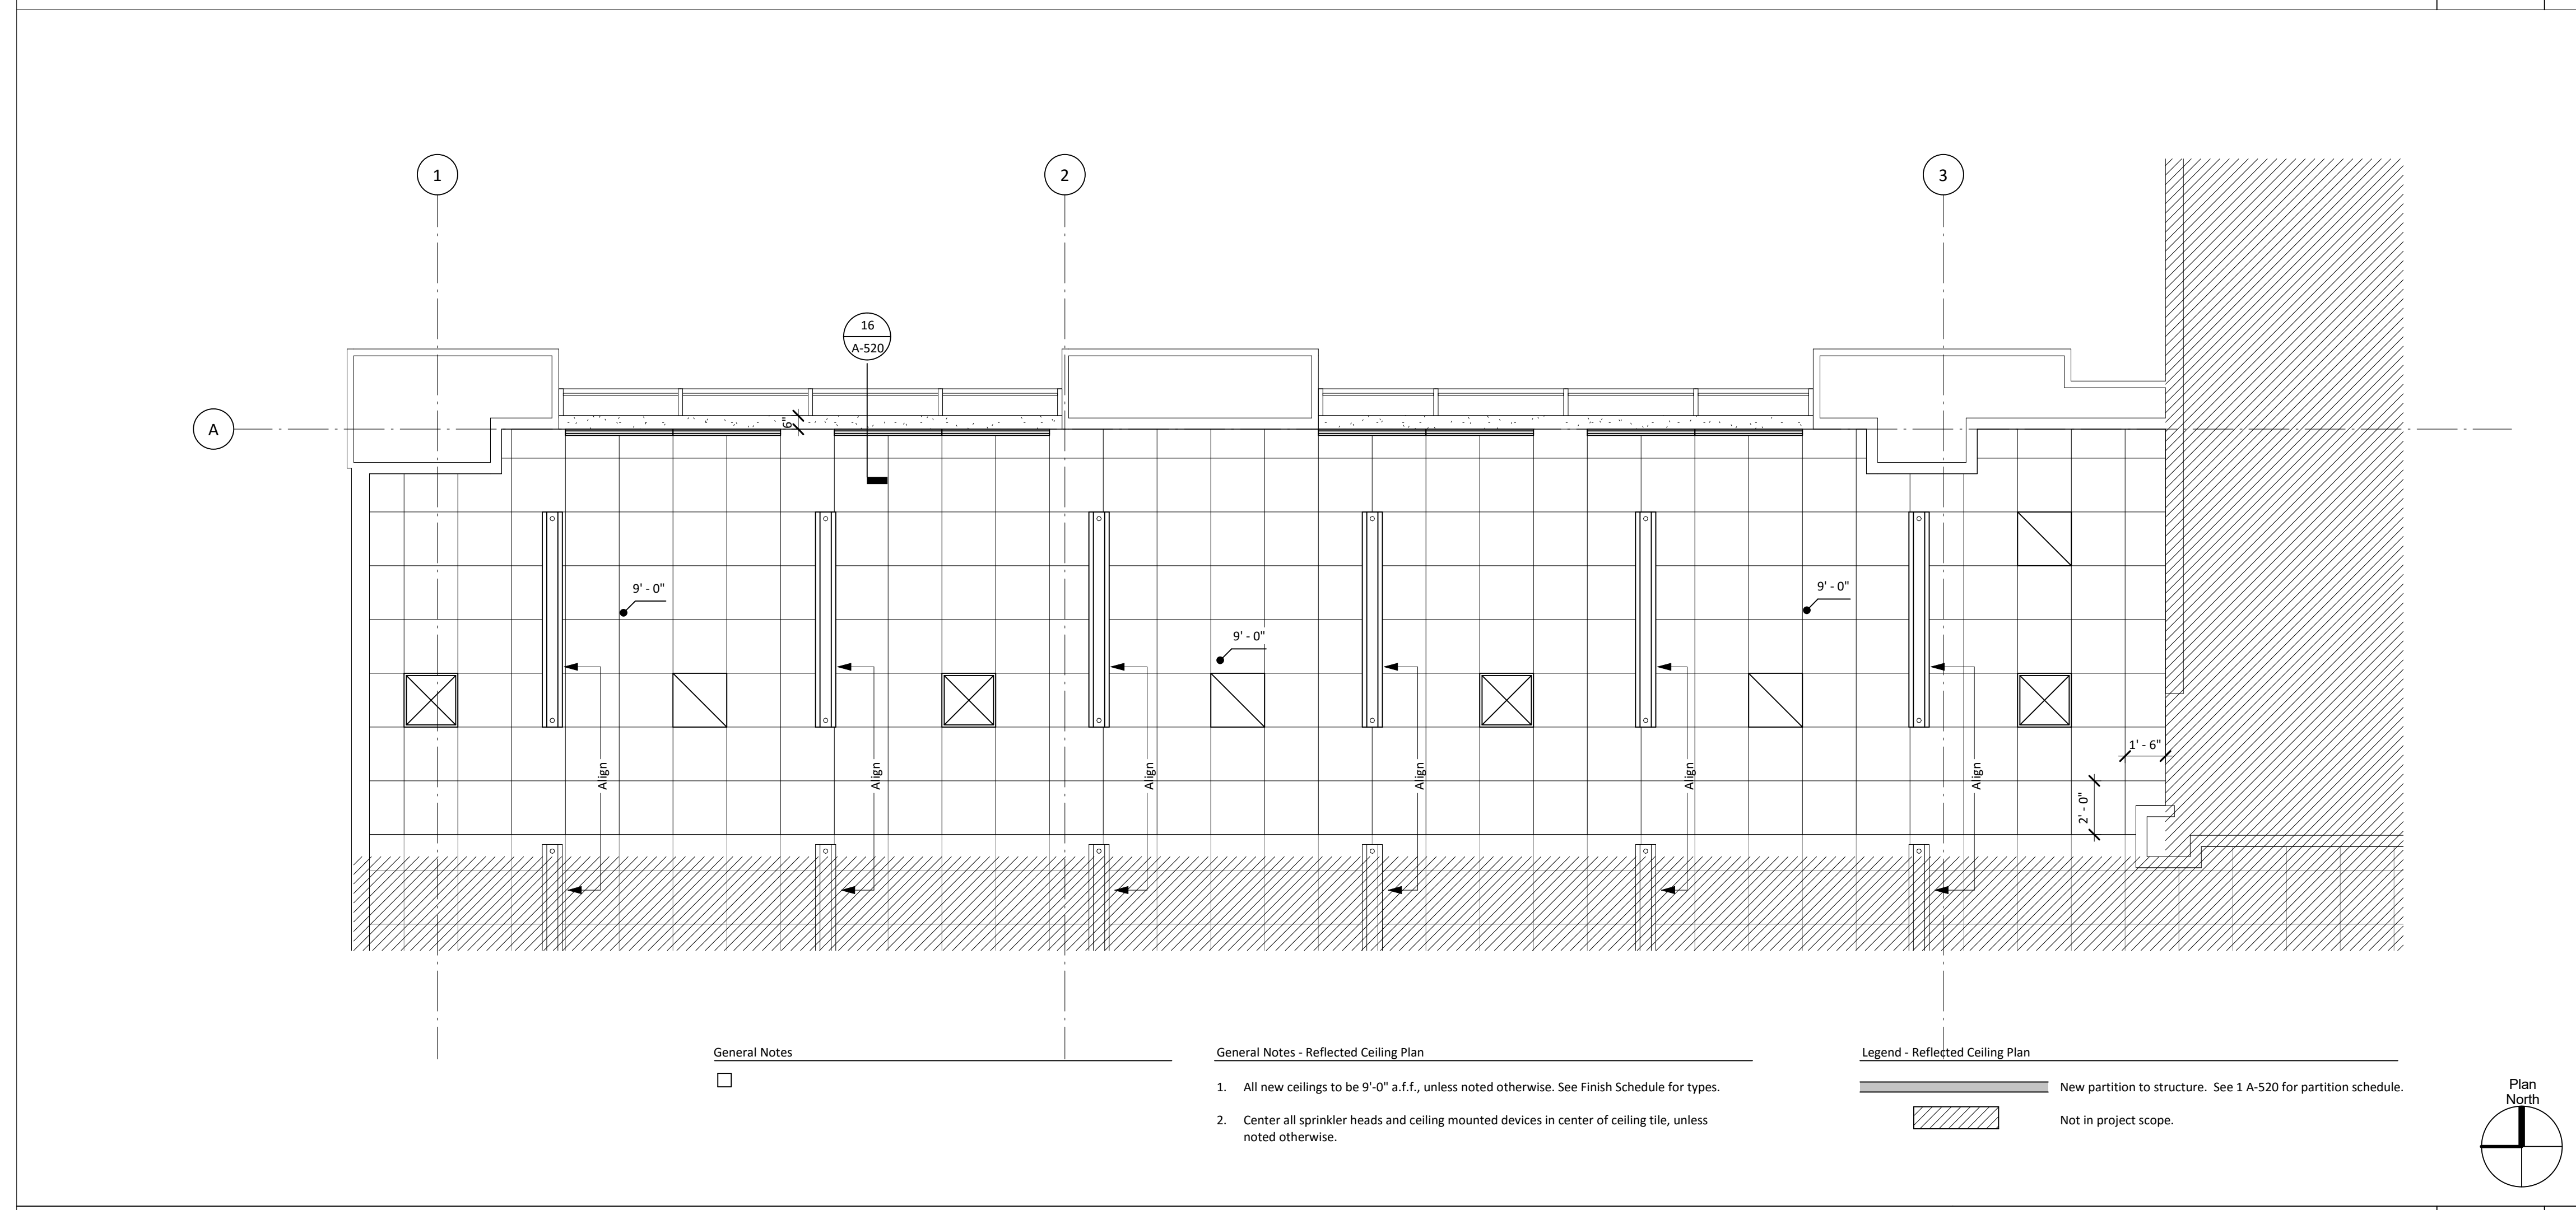 1
2
3
16
A-520
A
6"
9' - 0"
9' - 0"
9' - 0"
1' - 6"
2' - 0"
Align
Align
Align
Align
Align
Align
General Notes
General Notes - Reflected Ceiling Plan
1. All new ceilings to be 9'-0" a.f.f., unless noted otherwise. See Finish Schedule for types.
2. Center all sprinkler heads and ceiling mounted devices in center of ceiling tile, unless
noted otherwise.
Legend - Reflected Ceiling Plan
New partition to structure. See 1 A-520 for partition schedule.
Not in project scope.
Plan
North